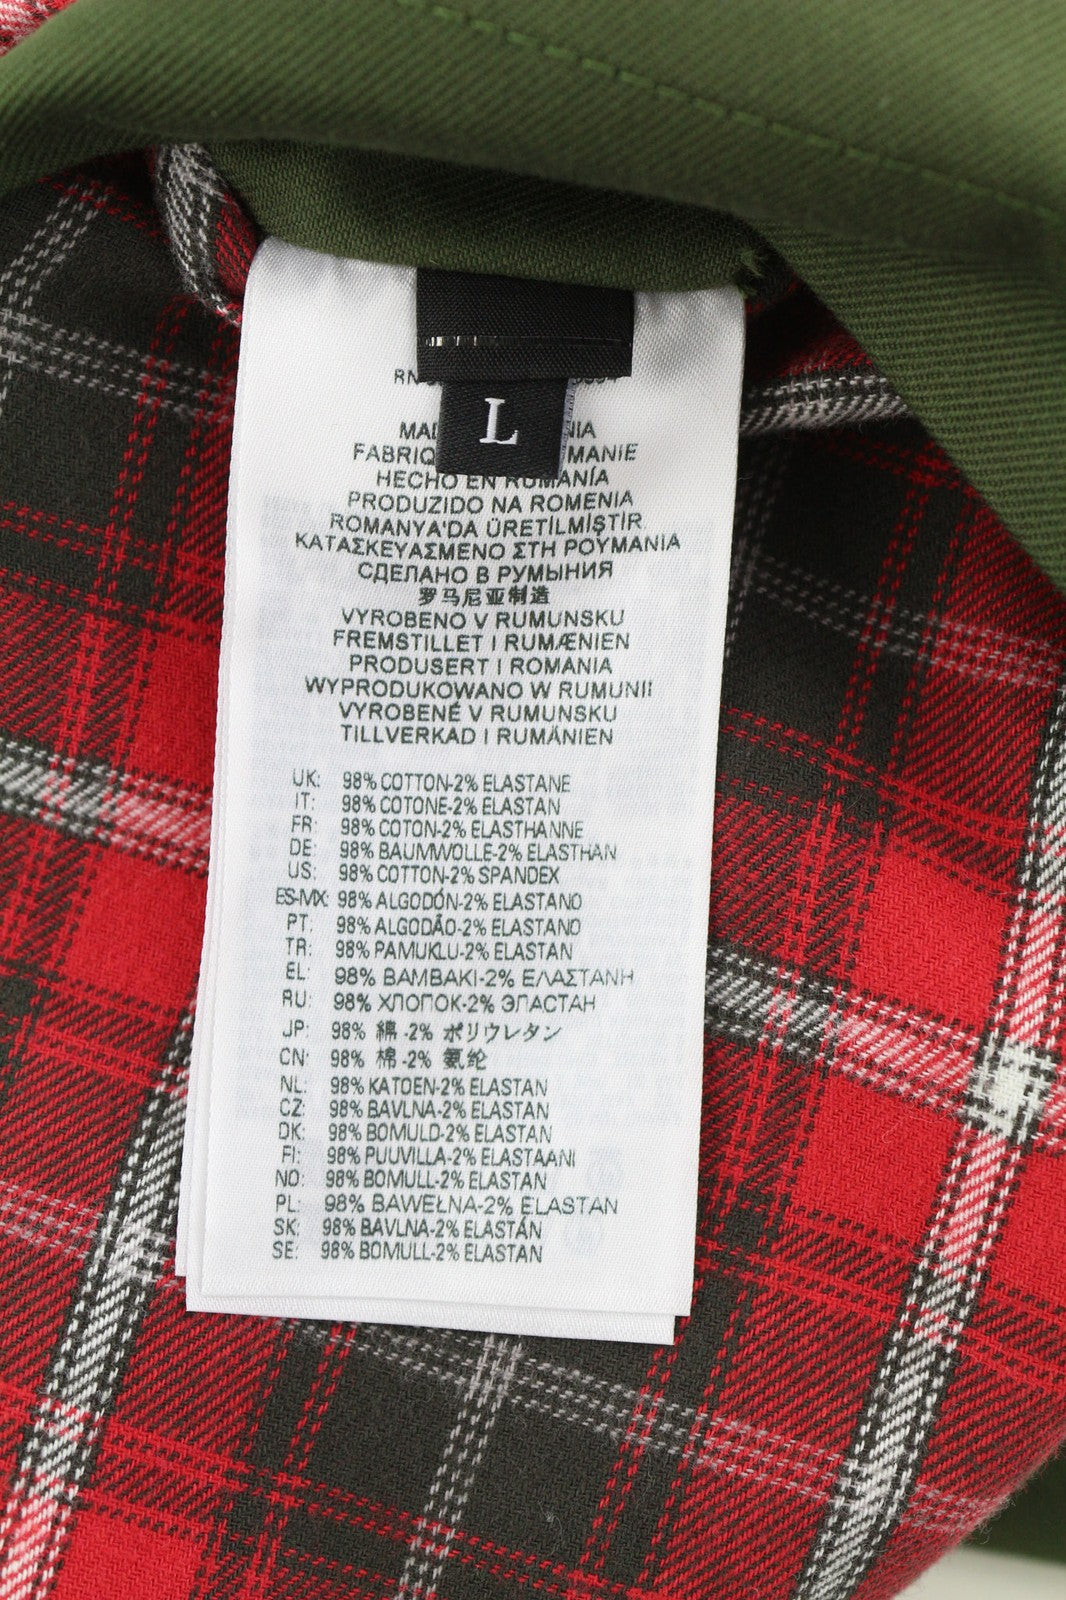 L
HECHO EN RUMANÍA
PRODUZIDO NA ROMENIA
ROMANYA'DA ÜRETİLMİŞTİR.
ΚΑΤΑΣΚΕΥΑΣΜΕΝΟ ΣΤΗ ΡΟΥΜΑΝΙΑ
СДЕЛАНО В РУМЫНИЯ
罗马尼亚制造
VYROBENO V RUMUNSKU
FREMSTILLET I RUMÆNIEN
PRODUSERT I ROMANIA
WYPRODUKOWANO W RUMUNII
VYROBENÉ V RUMUNSKU
TILLVERKAD I RUMÄNIEN
UK: 98% COTTON-2% ELASTANE
IT: 98% COTONE-2% ELASTAN
FR: 98% COTON-2% ELASTHANNE
DE: 98% BAUMWOLLE-2% ELASTHAN
US: 98% COTTON-2% SPANDEX
ES-MX: 98% ALGODÓN-2% ELASTANO
PT: 98% ALGODÃO-2% ELASTANO
TR: 98% PAMUKLU-2% ELASTAN
EL: 98% ΒΑΜΒΑΚΙ-2% ΕΛΑΣΤΑΝΗ
RU: 98% ХЛОПОК-2% ЭЛАСТАН
JP: 98% 綿 -2% ポリウレタン
CN: 98% 棉 -2% 氨纶
NL: 98% KATOEN-2% ELASTAN
CZ: 98% BAVLNA-2% ELASTAN
DK: 98% BOMULD-2% ELASTAN
FI: 98% PUUVILLA-2% ELASTAANI
NO: 98% BOMULL-2% ELASTAN
PL: 98% BAWEŁNA-2% ELASTAN
SK: 98% BAVLNA-2% ELASTÁN
SE: 98% BOMULL-2% ELASTAN